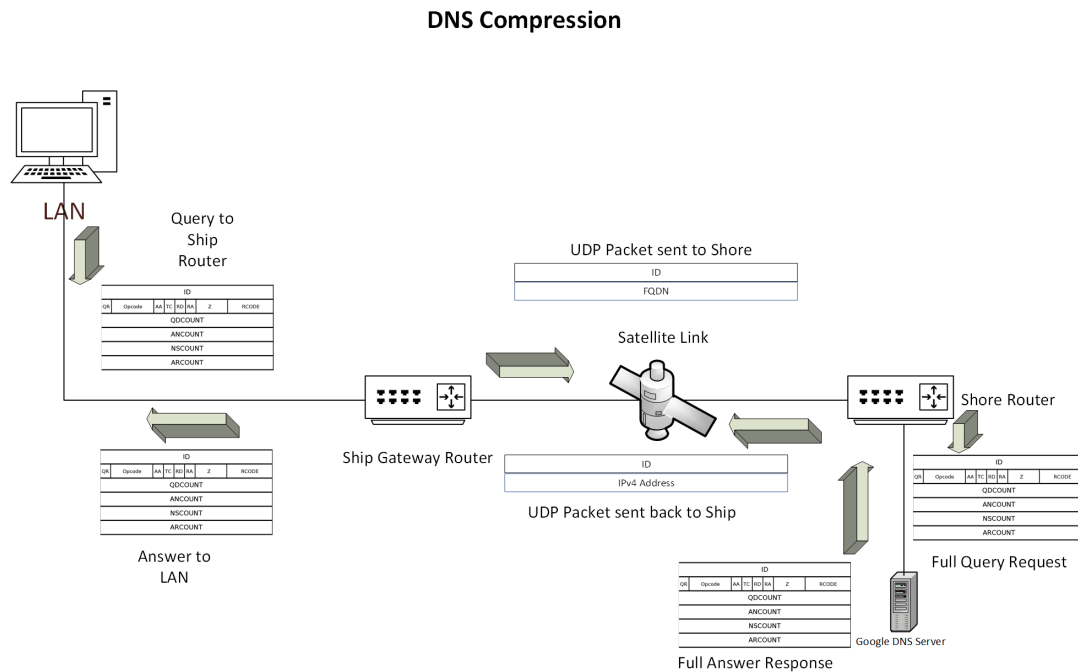 DNS Compression
LAN
Query to
Ship
Router
ID
QR Opcode AA TC RD RA Z RCODE
QDCOUNT
ANCOUNT
NSCOUNT
ARCOUNT
UDP Packet sent to Shore
ID
FQDN
Satellite Link
Ship Gateway Router
Shore Router
ID
IPv4 Address
UDP Packet sent back to Ship
ID
QR Opcode AA TC RD RA Z RCODE
QDCOUNT
ANCOUNT
NSCOUNT
ARCOUNT
Answer to
LAN
ID
QR Opcode AA TC RD RA Z RCODE
QDCOUNT
ANCOUNT
NSCOUNT
ARCOUNT
Full Query Request
ID
QR Opcode AA TC RD RA Z RCODE
QDCOUNT
ANCOUNT
NSCOUNT
ARCOUNT
Full Answer Response
Google DNS Server